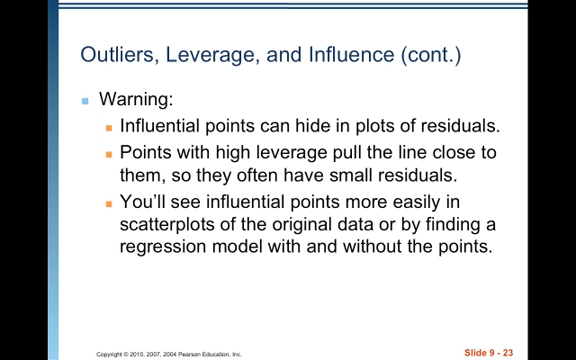 Outliers, Leverage, and Influence (cont.)
Warning:
Influential points can hide in plots of residuals.
Points with high leverage pull the line close to
them, so they often have small residuals.
You’ll see influential points more easily in
scatterplots of the original data or by finding a
regression model with and without the points.
Copyright © 2010, 2007, 2004 Pearson Education, Inc.
Slide 9 - 23